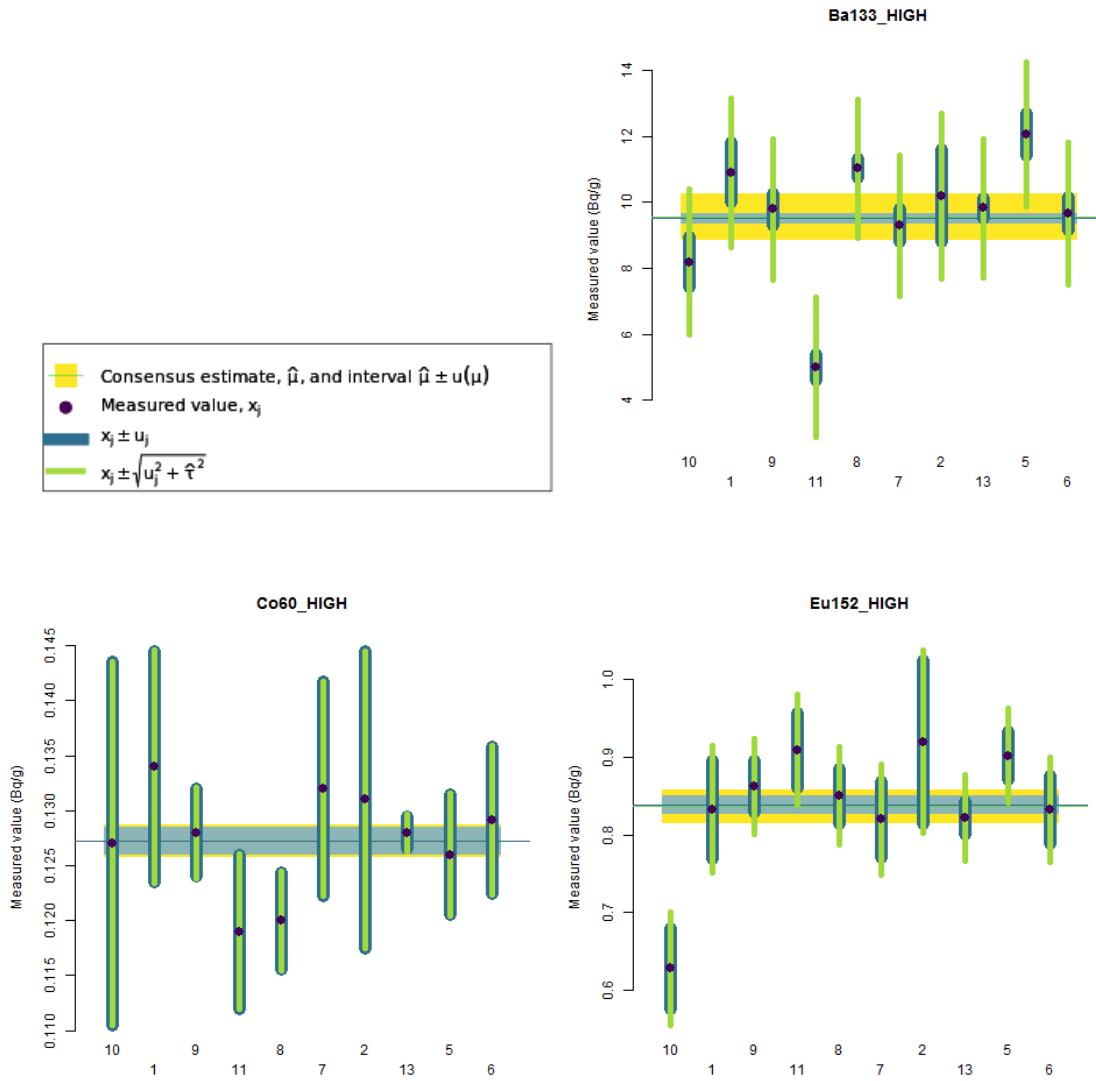 Ba133_HIGH
Measured value (Bq/g)
14
12
10
8
6
4
10 9 8 2 5
1 11 7 13 6
Consensus estimate, μ̂, and interval μ̂ ± u(μ)
Measured value, xⱼ
xⱼ ± uⱼ
xⱼ ± √(uⱼ² + τ̂²)
Co60_HIGH
Measured value (Bq/g)
0.145
0.140
0.135
0.130
0.125
0.120
0.115
0.110
10 9 8 2 5
1 11 7 13 6
Eu152_HIGH
Measured value (Bq/g)
1.0
0.9
0.8
0.7
0.6
10 9 8 2 5
1 11 7 13 6